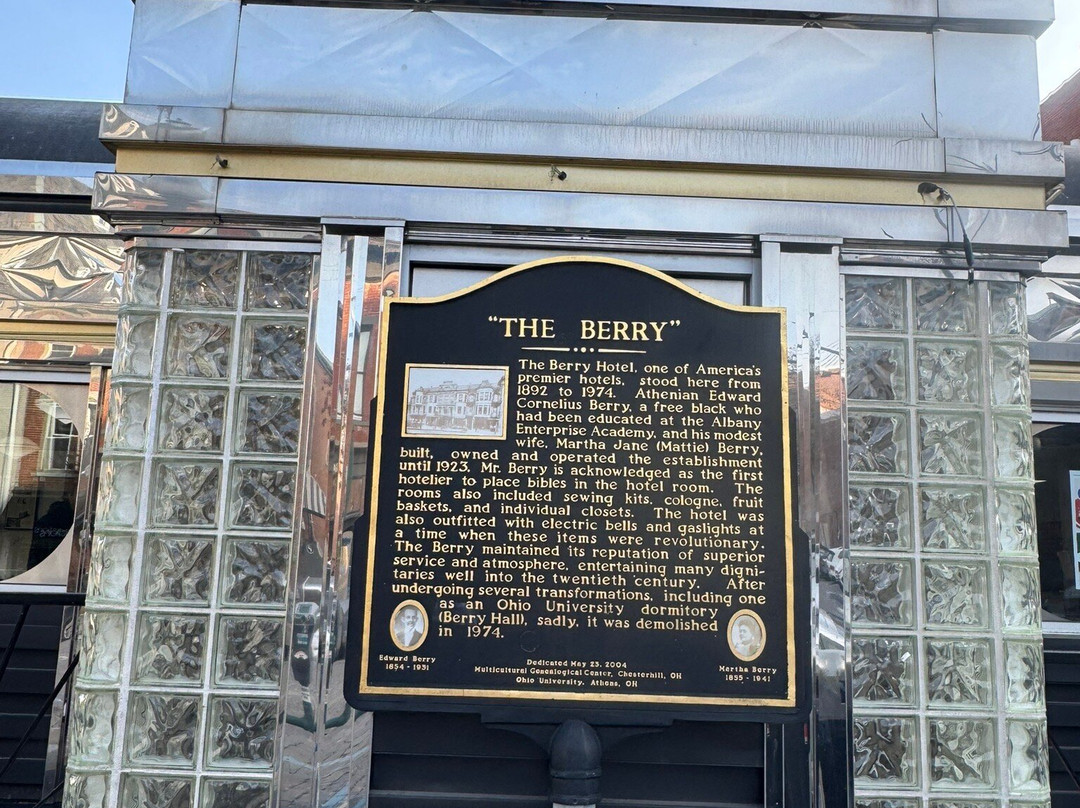 "THE BERRY"
The Berry Hotel, one of America's
premier hotels, stood here from
1892 to 1974. Athenian Edward
Cornelius Berry, a free black who
had been educated at the Albany
Enterprise Academy, and his modest
wife, Martha Jane (Mattie) Berry,
built, owned and operated the establishment
until 1923. Mr. Berry is acknowledged as the first
hotelier to place bibles in the hotel room. The
rooms also included sewing kits, cologne, fruit
baskets, and individual closets. The hotel was
also outfitted with electric bells and gaslights at
a time when these items were revolutionary.
The Berry maintained its reputation of superior
service and atmosphere, entertaining many digni-
taries well into the twentieth century. After
undergoing several transformations, including one
as an Ohio University dormitory
(Berry Hall), sadly, it was demolished
in 1974.
Edward Berry
1854 - 1931
Dedicated May 23, 2004
Multicultural Genealogical Center, Chesterhill, OH
Ohio University, Athens, OH
Martha Berry
1855 - 1941